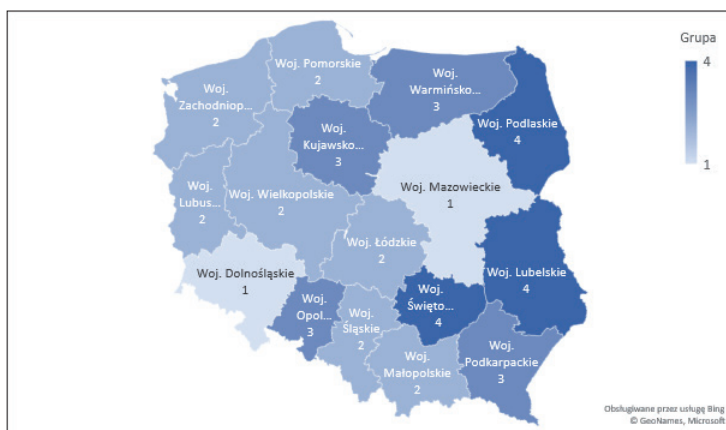 Grupa
4
1
Woj. Pomorskie
2
Woj.
Zachodniop...
2
Woj.
Warmińsko...
3
Woj. Podlaskie
4
Woj.
Kujawsko...
3
Woj. Mazowieckie
1
Woj.
Lubus...
2
Woj. Wielkopolskie
2
Woj. Łódzkie
2
Woj. Dolnośląskie
1
Woj. Lubelskie
4
Woj.
Opol...
3
Woj.
Śląskie
2
Woj.
Święto...
4
Woj.
Małopolskie
2
Woj.
Podkarpackie
3
Obsługiwane przez usługę Bing
© GeoNames, Microsoft